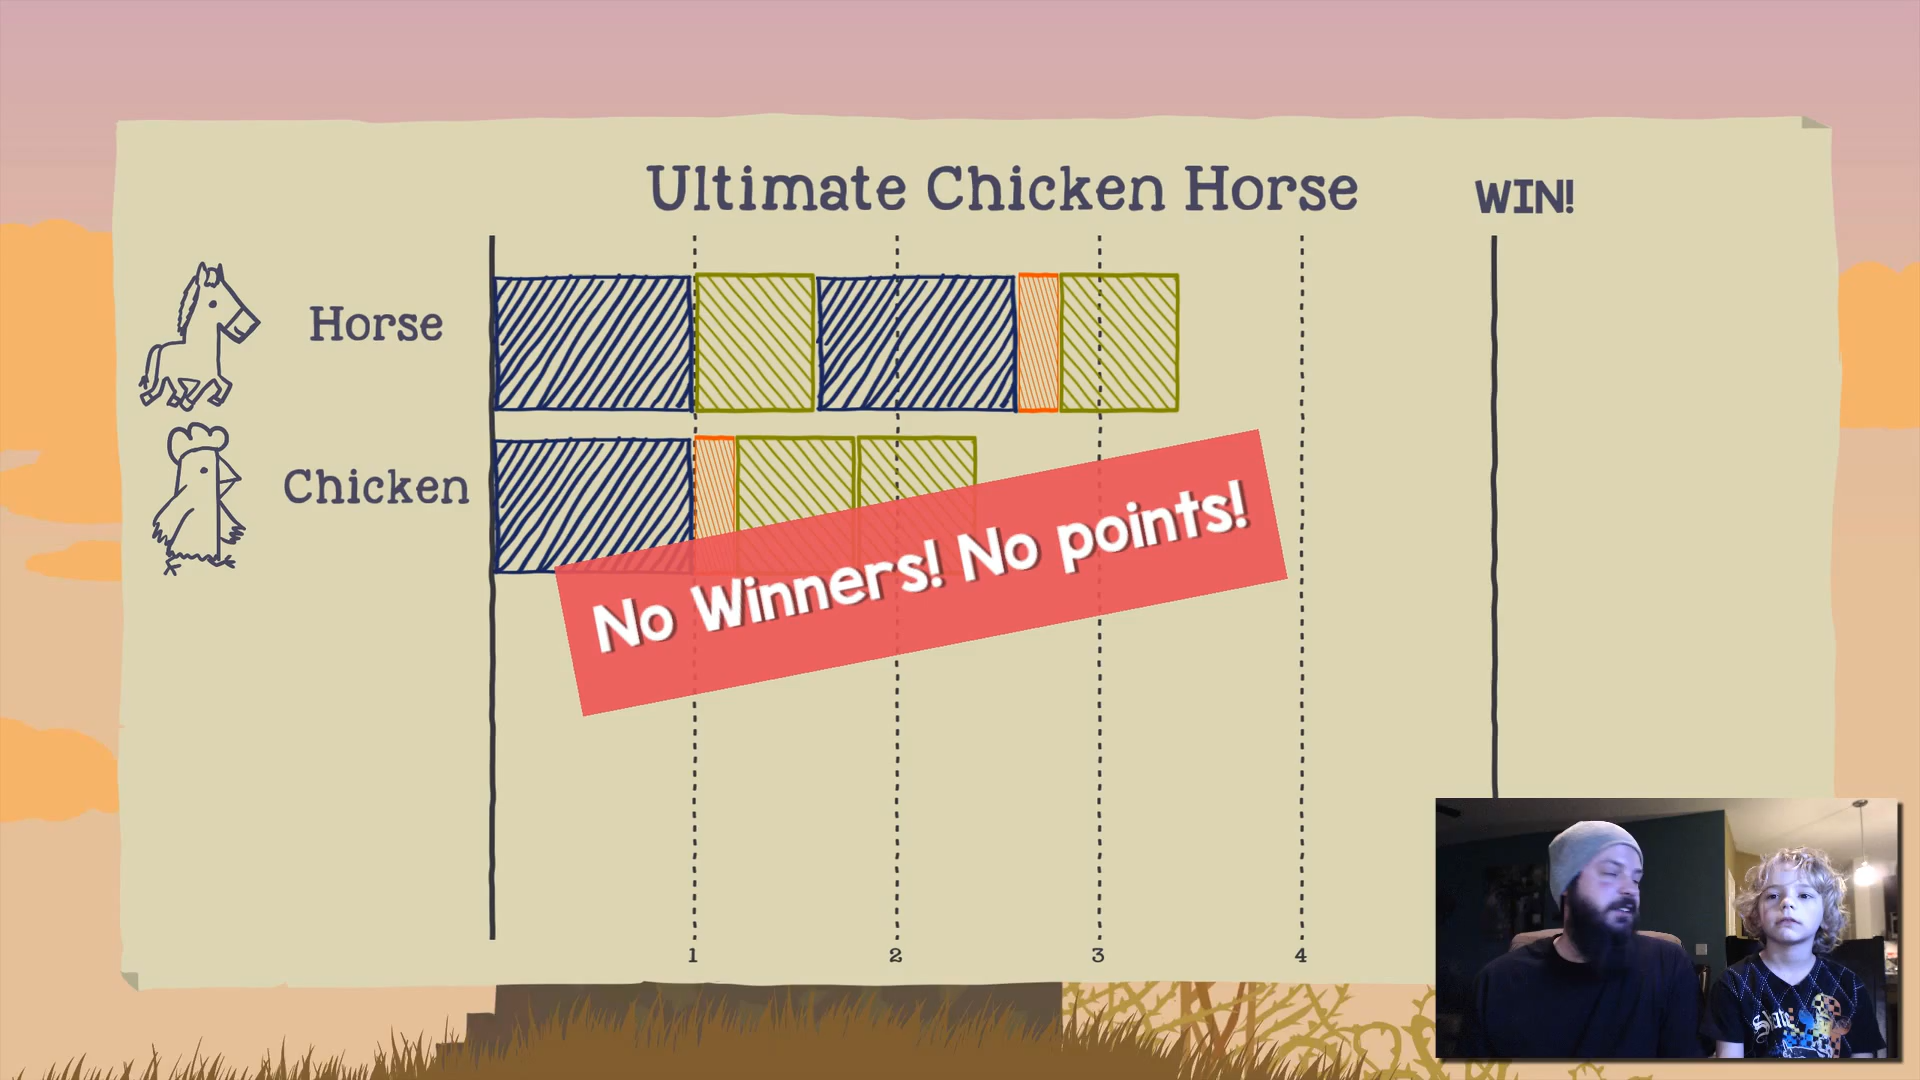 Ultimate Chicken Horse
WIN!
Horse
Chicken
No Winners! No points!
1
2
3
4